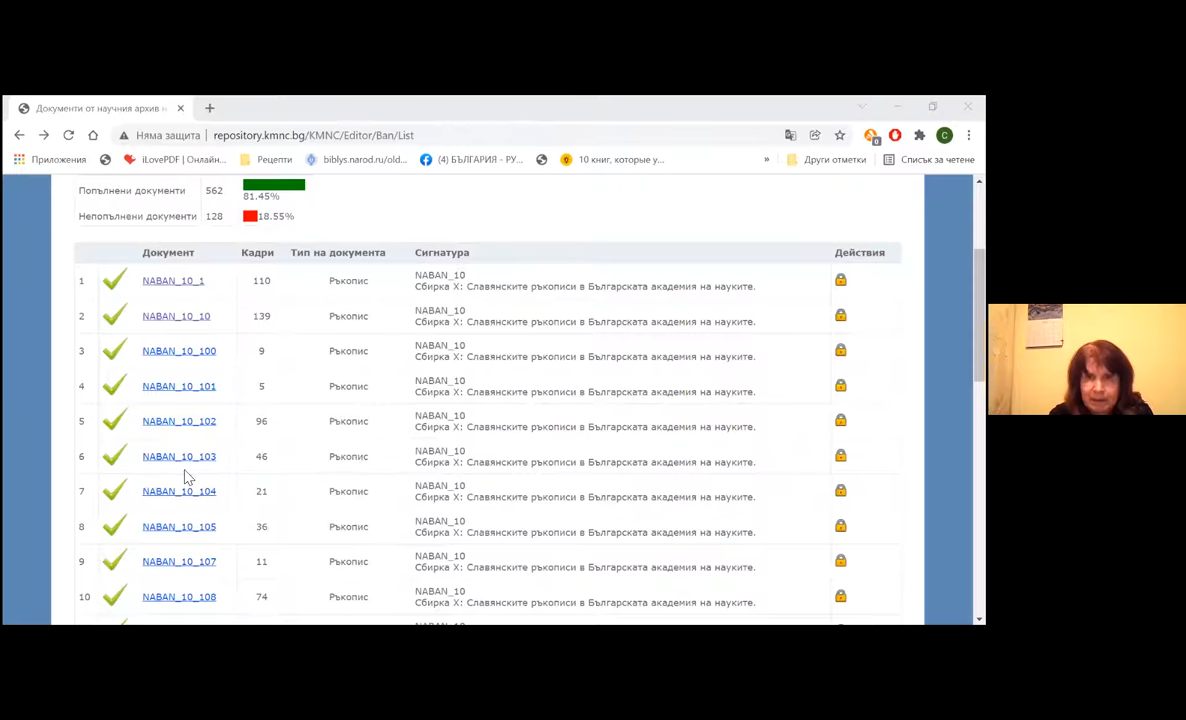 Документи от научния архив н
Няма защита repository.kmnc.bg/KMNC/Editor/Ban/List
Приложения iLovePDF | Онлайн... Рецепти biblys.narod.ru/old... (4) БЪЛГАРИЯ - РУ... 10 книг, которые у... » Други отметки Списък за четене
Попълнени документи 562 81.45%
Непопълнени документи 128 18.55%
Документ Кадри Тип на документа Сигнатура Действия
1 NABAN_10_1 110 Ръкопис NABAN_10
Сбирка X: Славянските ръкописи в Българската академия на науките.
2 NABAN_10_10 139 Ръкопис NABAN_10
Сбирка X: Славянските ръкописи в Българската академия на науките.
3 NABAN_10_100 9 Ръкопис NABAN_10
Сбирка X: Славянските ръкописи в Българската академия на науките.
4 NABAN_10_101 5 Ръкопис NABAN_10
Сбирка X: Славянските ръкописи в Българската академия на науките.
5 NABAN_10_102 96 Ръкопис NABAN_10
Сбирка X: Славянските ръкописи в Българската академия на науките.
6 NABAN_10_103 46 Ръкопис NABAN_10
Сбирка X: Славянските ръкописи в Българската академия на науките.
7 NABAN_10_104 21 Ръкопис NABAN_10
Сбирка X: Славянските ръкописи в Българската академия на науките.
8 NABAN_10_105 36 Ръкопис NABAN_10
Сбирка X: Славянските ръкописи в Българската академия на науките.
9 NABAN_10_107 11 Ръкопис NABAN_10
Сбирка X: Славянските ръкописи в Българската академия на науките.
10 NABAN_10_108 74 Ръкопис NABAN_10
Сбирка X: Славянските ръкописи в Българската академия на науките.